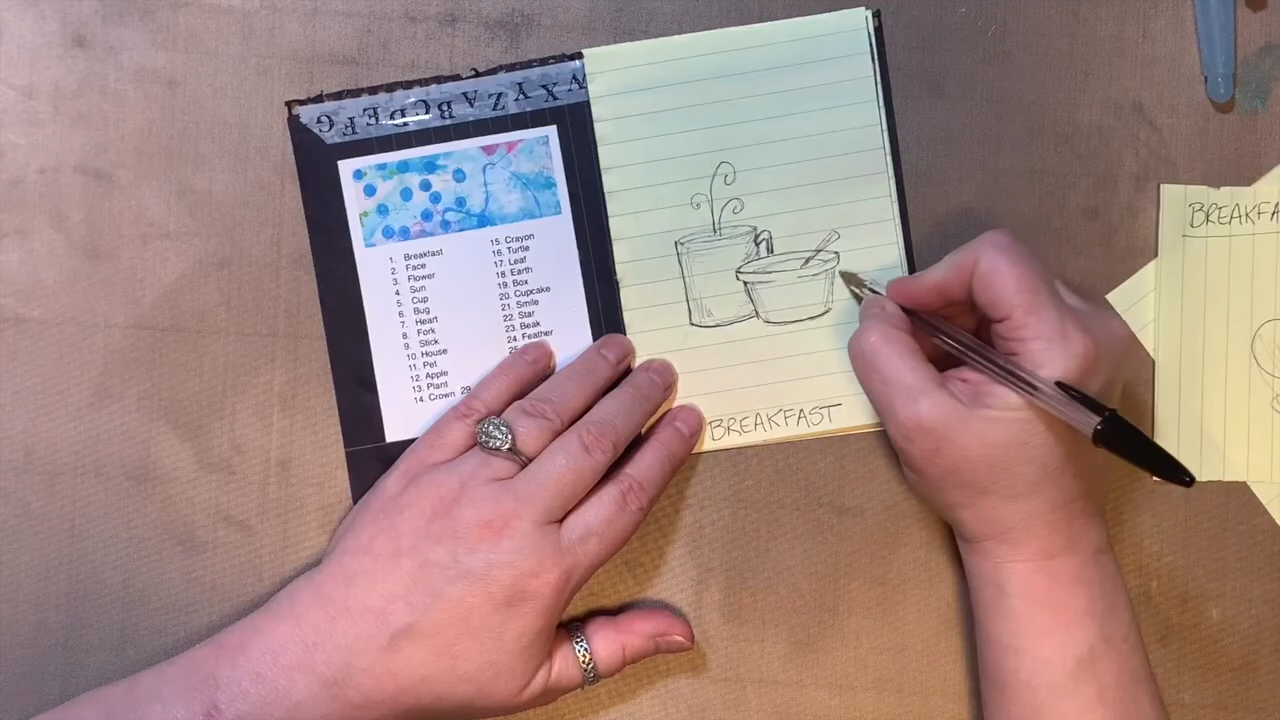 W X Y Z A B C D E F G
1. Breakfast
2. Face
3. Flower
4. Sun
5. Cup
6. Bug
7. Heart
8. Fork
9. Stick
10. House
11. Pet
12. Apple
13. Plant
14. Crown
15. Crayon
16. Turtle
17. Leaf
18. Earth
19. Box
20. Cupcake
21. Smile
22. Star
23. Beak
24. Feather
25
29
BREAKFAST
BREAKFA